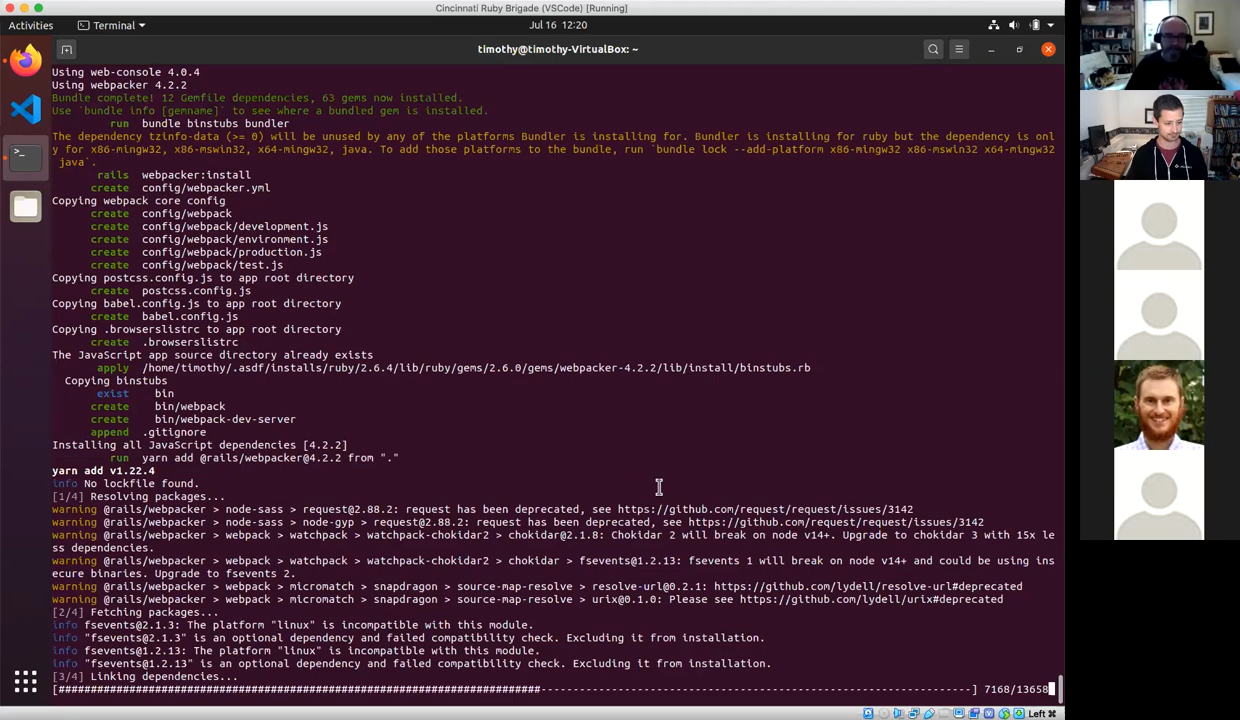 Cincinnati Ruby Brigade (VSCode) [Running]
Activities
Terminal
Jul 16 12:20
timothy@timothy-VirtualBox: ~
Using web-console 4.0.4
Using webpacker 4.2.2
Bundle complete! 12 Gemfile dependencies, 63 gems now installed.
Use `bundle info [gemname]` to see where a bundled gem is installed.
run  bundle binstubs bundler
The dependency tzinfo-data (>= 0) will be unused by any of the platforms Bundler is installing for. Bundler is installing for ruby but the dependency is onl
y for x86-mingw32, x86-mswin32, x64-mingw32, java. To add those platforms to the bundle, run `bundle lock --add-platform x86-mingw32 x86-mswin32 x64-mingw32
 java`.
rails  webpacker:install
create  config/webpacker.yml
Copying webpack core config
create  config/webpack
create  config/webpack/development.js
create  config/webpack/environment.js
create  config/webpack/production.js
create  config/webpack/test.js
Copying postcss.config.js to app root directory
create  postcss.config.js
Copying babel.config.js to app root directory
create  babel.config.js
Copying .browserslistrc to app root directory
create  .browserslistrc
The JavaScript app source directory already exists
apply  /home/timothy/.asdf/installs/ruby/2.6.4/lib/ruby/gems/2.6.0/gems/webpacker-4.2.2/lib/install/binstubs.rb
Copying binstubs
exist    bin
create    bin/webpack
create    bin/webpack-dev-server
append  .gitignore
Installing all JavaScript dependencies [4.2.2]
run  yarn add @rails/webpacker@4.2.2 from "."
yarn add v1.22.4
info No lockfile found.
[1/4] Resolving packages...
warning @rails/webpacker > node-sass > request@2.88.2: request has been deprecated, see https://github.com/request/request/issues/3142
warning @rails/webpacker > node-sass > node-gyp > request@2.88.2: request has been deprecated, see https://github.com/request/request/issues/3142
warning @rails/webpacker > webpack > watchpack > watchpack-chokidar2 > chokidar@2.1.8: Chokidar 2 will break on node v14+. Upgrade to chokidar 3 with 15x le
ss dependencies.
warning @rails/webpacker > webpack > watchpack > watchpack-chokidar2 > chokidar > fsevents@1.2.13: fsevents 1 will break on node v14+ and could be using ins
ecure binaries. Upgrade to fsevents 2.
warning @rails/webpacker > webpack > micromatch > snapdragon > source-map-resolve > resolve-url@0.2.1: https://github.com/lydell/resolve-url#deprecated
warning @rails/webpacker > webpack > micromatch > snapdragon > source-map-resolve > urix@0.1.0: Please see https://github.com/lydell/urix#deprecated
[2/4] Fetching packages...
info fsevents@2.1.3: The platform "linux" is incompatible with this module.
info "fsevents@2.1.3" is an optional dependency and failed compatibility check. Excluding it from installation.
info fsevents@1.2.13: The platform "linux" is incompatible with this module.
info "fsevents@1.2.13" is an optional dependency and failed compatibility check. Excluding it from installation.
[3/4] Linking dependencies...
[###########################################################################-------------------------------------------------------------------] 7168/13658
Left ⌘